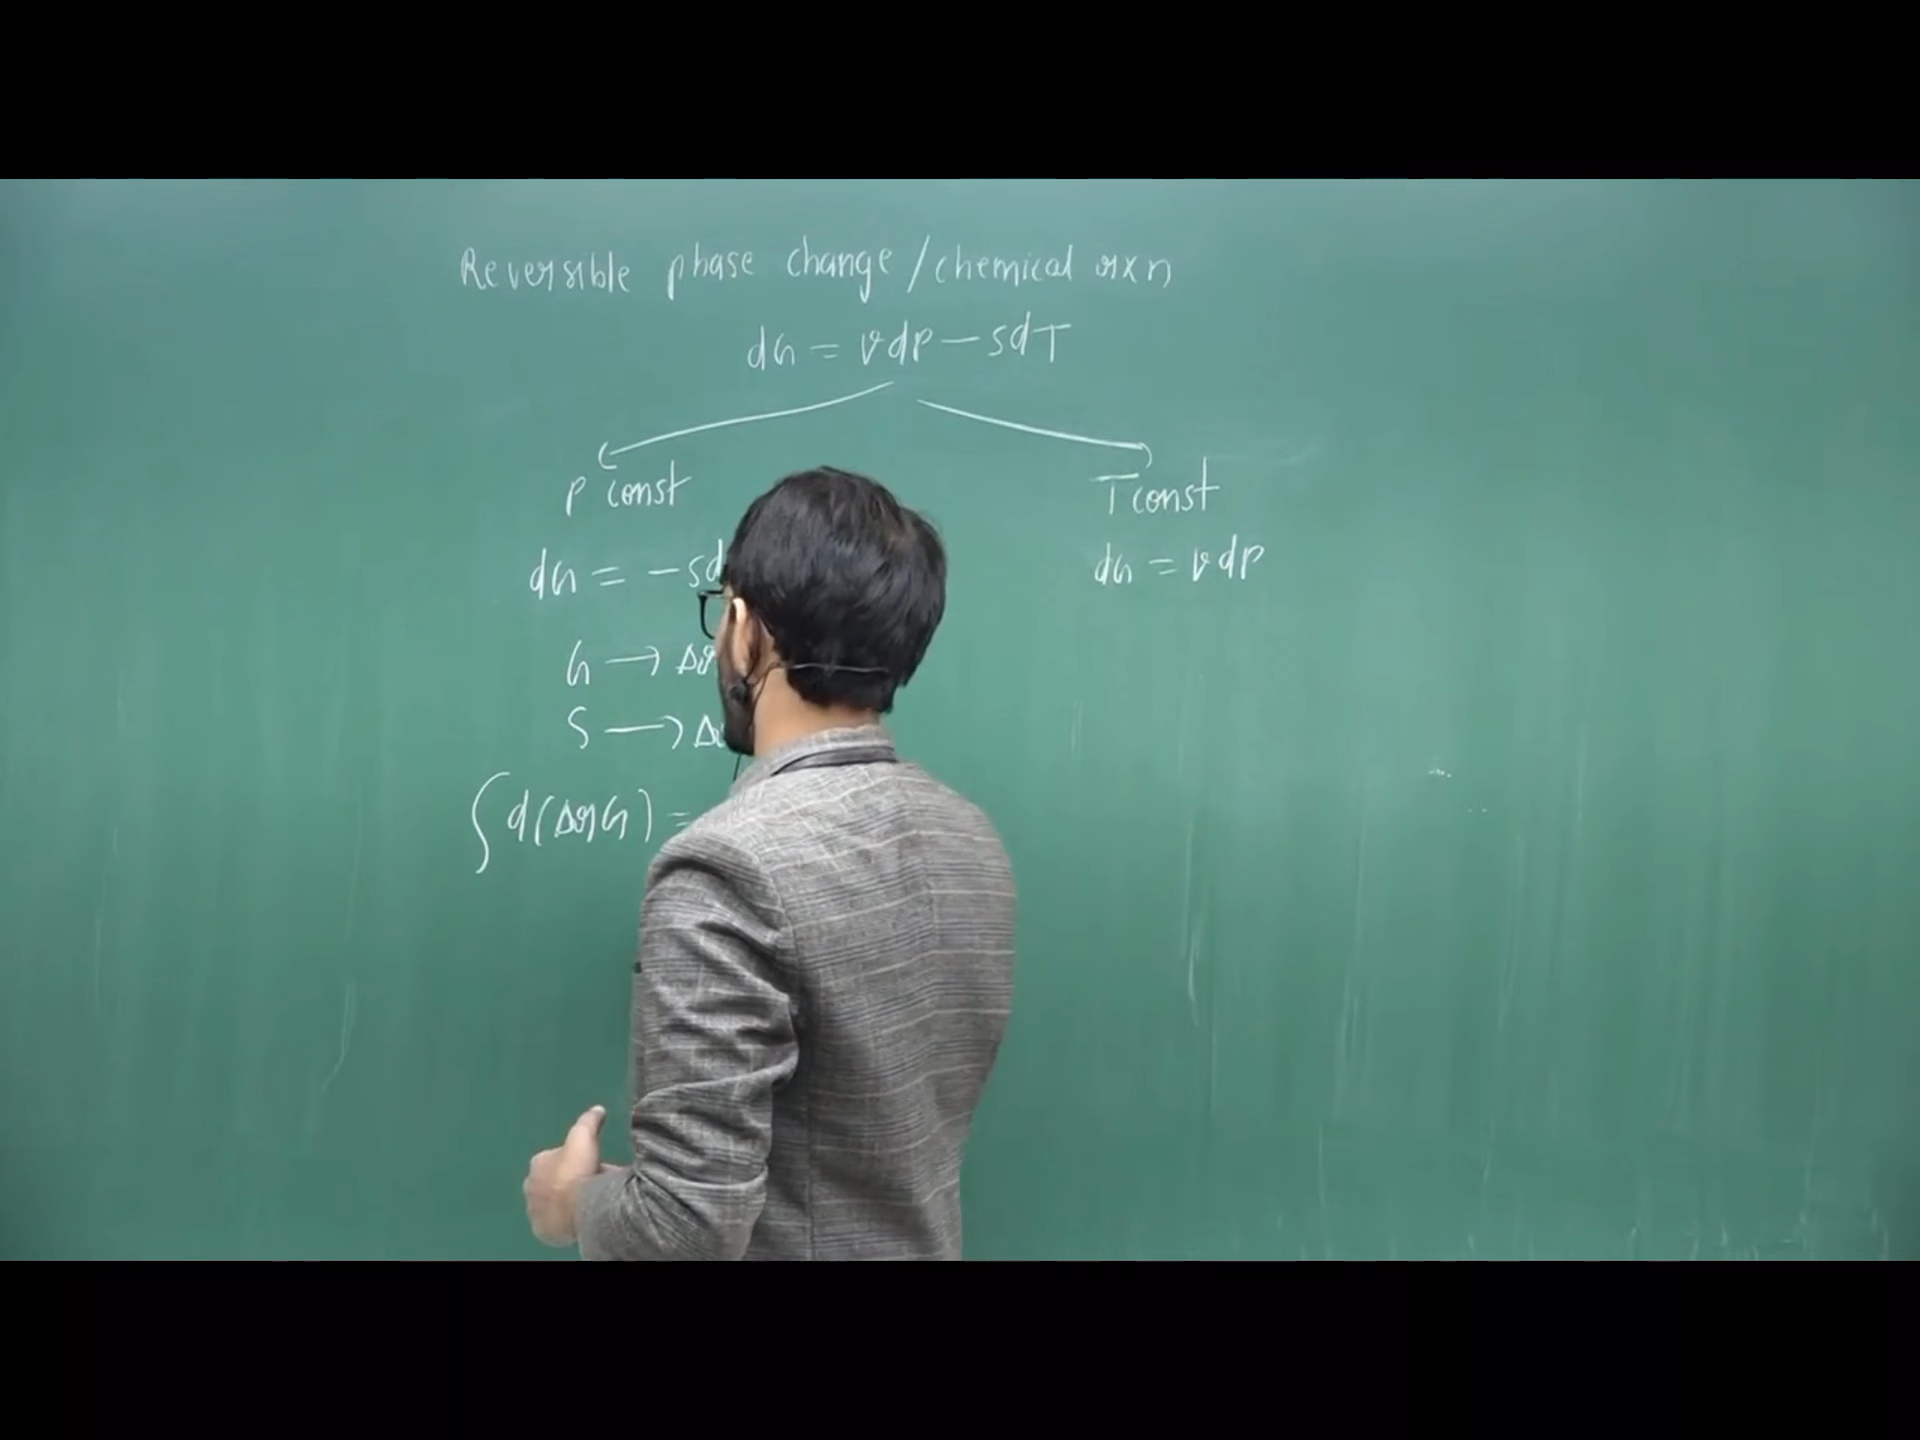 Reversible phase change / chemical rxn
dG = vdp - sdT
P const
T const
dG = - sd
dG = vdp
G → Δr
S → Δ
∫ d(ΔrG) =